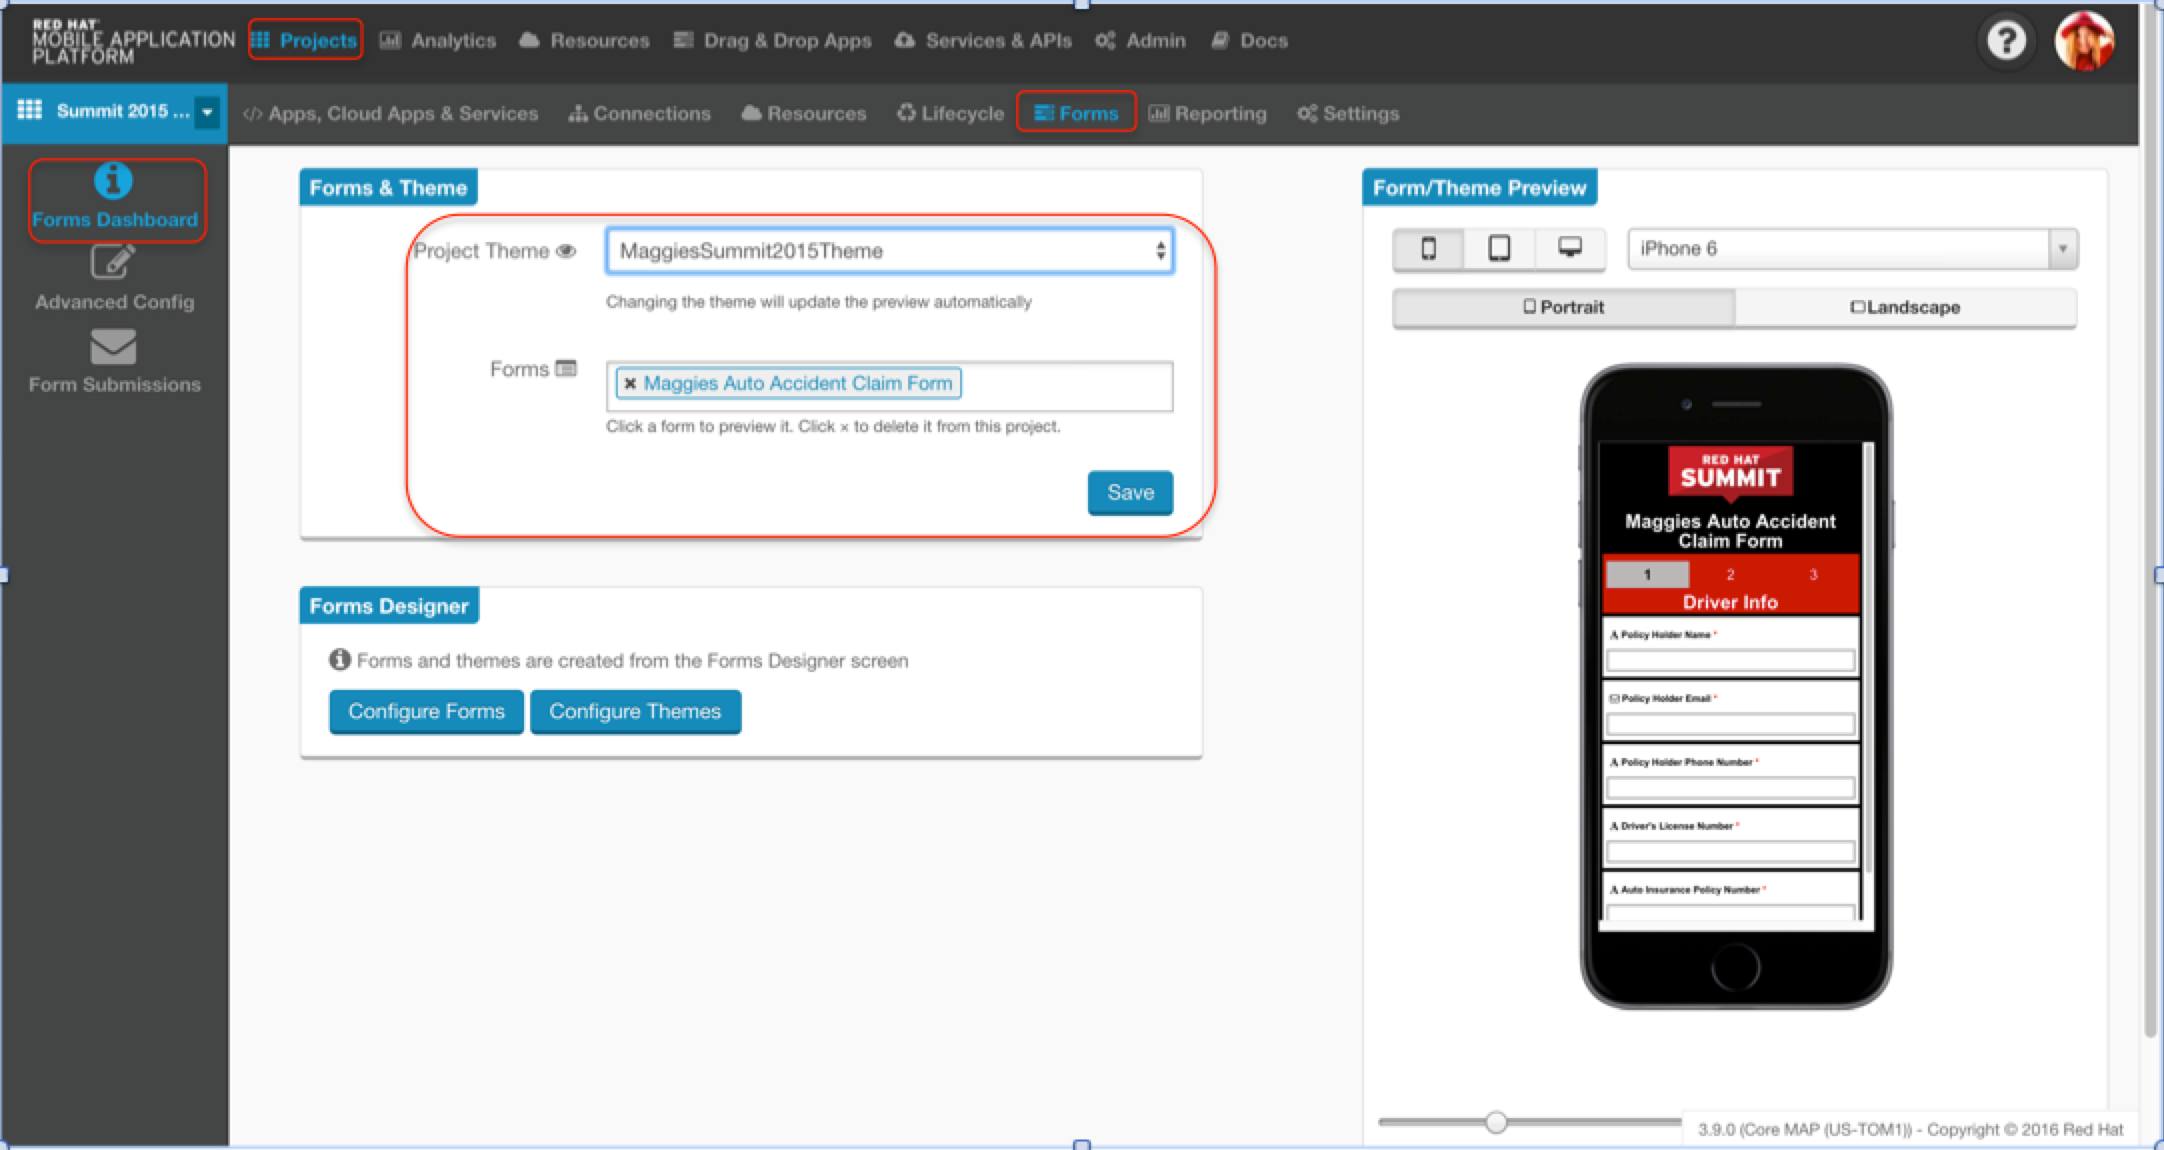 RED HAT
MOBILE APPLICATION
PLATFORM
Projects
Analytics
Resources
Drag & Drop Apps
Services & APIs
Admin
Docs
?
Summit 2015 ...
</> Apps, Cloud Apps & Services
Connections
Resources
Lifecycle
Forms
Reporting
Settings
Forms Dashboard
Advanced Config
Form Submissions
Forms & Theme
Project Theme
MaggiesSummit2015Theme
Changing the theme will update the preview automatically
Forms
× Maggies Auto Accident Claim Form
Click a form to preview it. Click × to delete it from this project.
Save
Forms Designer
Forms and themes are created from the Forms Designer screen
Configure Forms
Configure Themes
Form/Theme Preview
iPhone 6
Portrait
Landscape
RED HAT
SUMMIT
Maggies Auto Accident
Claim Form
1 2 3
Driver Info
Policy Holder Name *
Policy Holder Email *
Policy Holder Phone Number *
Driver's License Number *
Auto Insurance Policy Number *
3.9.0 (Core MAP (US-TOM1)) - Copyright © 2016 Red Hat